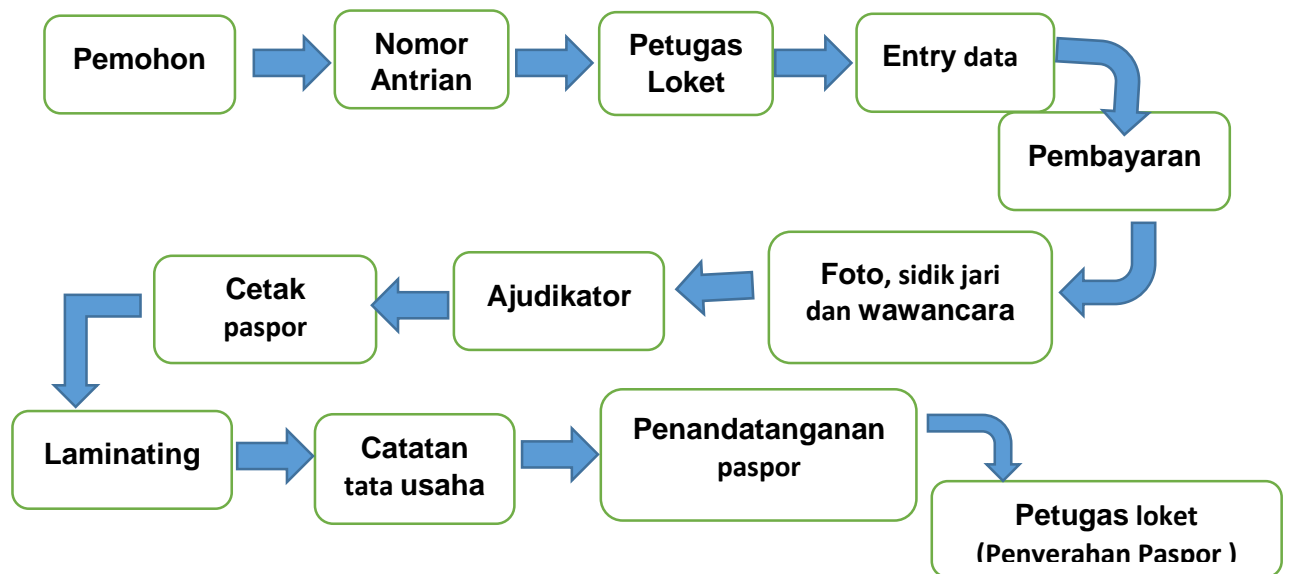 Pemohon
Nomor
Antrian
Petugas
Loket
Entry data
Pembayaran
Foto, sidik jari
dan wawancara
Ajudikator
Cetak
paspor
Laminating
Catatan
tata usaha
Penandatanganan
paspor
Petugas loket
(Penyerahan Paspor )